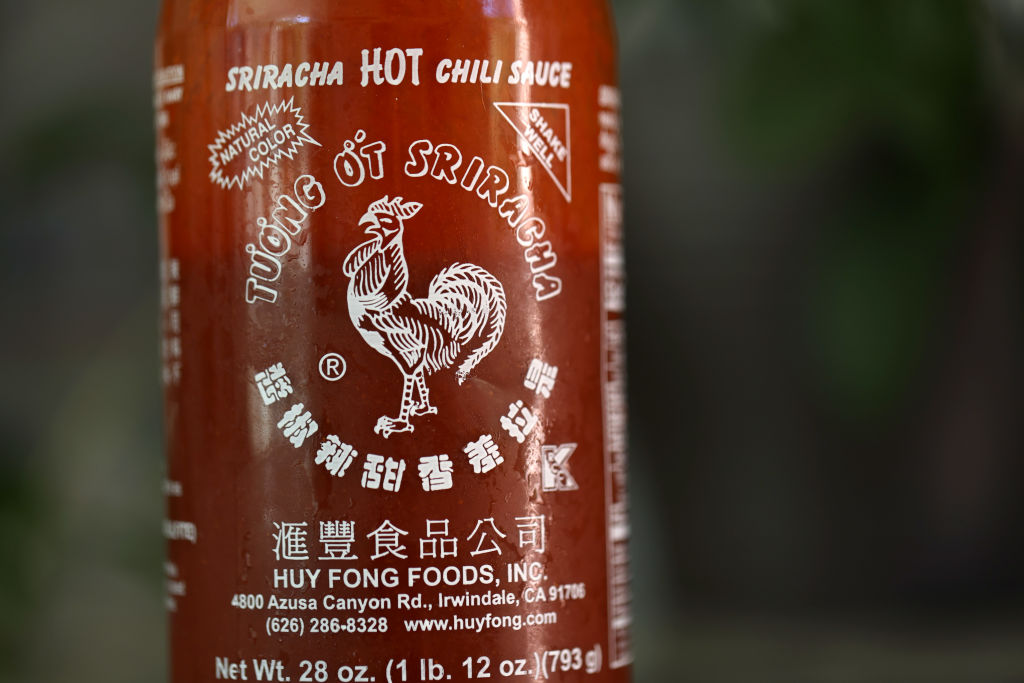 SRIRACHA HOT CHILI SAUCE
NATURAL
COLOR
SHAKE
WELL
TƯƠNG ỚT SRIRACHA
®
K
滙豐食品公司
HUY FONG FOODS, INC.
4800 Azusa Canyon Rd., Irwindale, CA 91706
(626) 286-8328 www.huyfong.com
Net Wt. 28 oz. (1 lb. 12 oz.)(793 g)